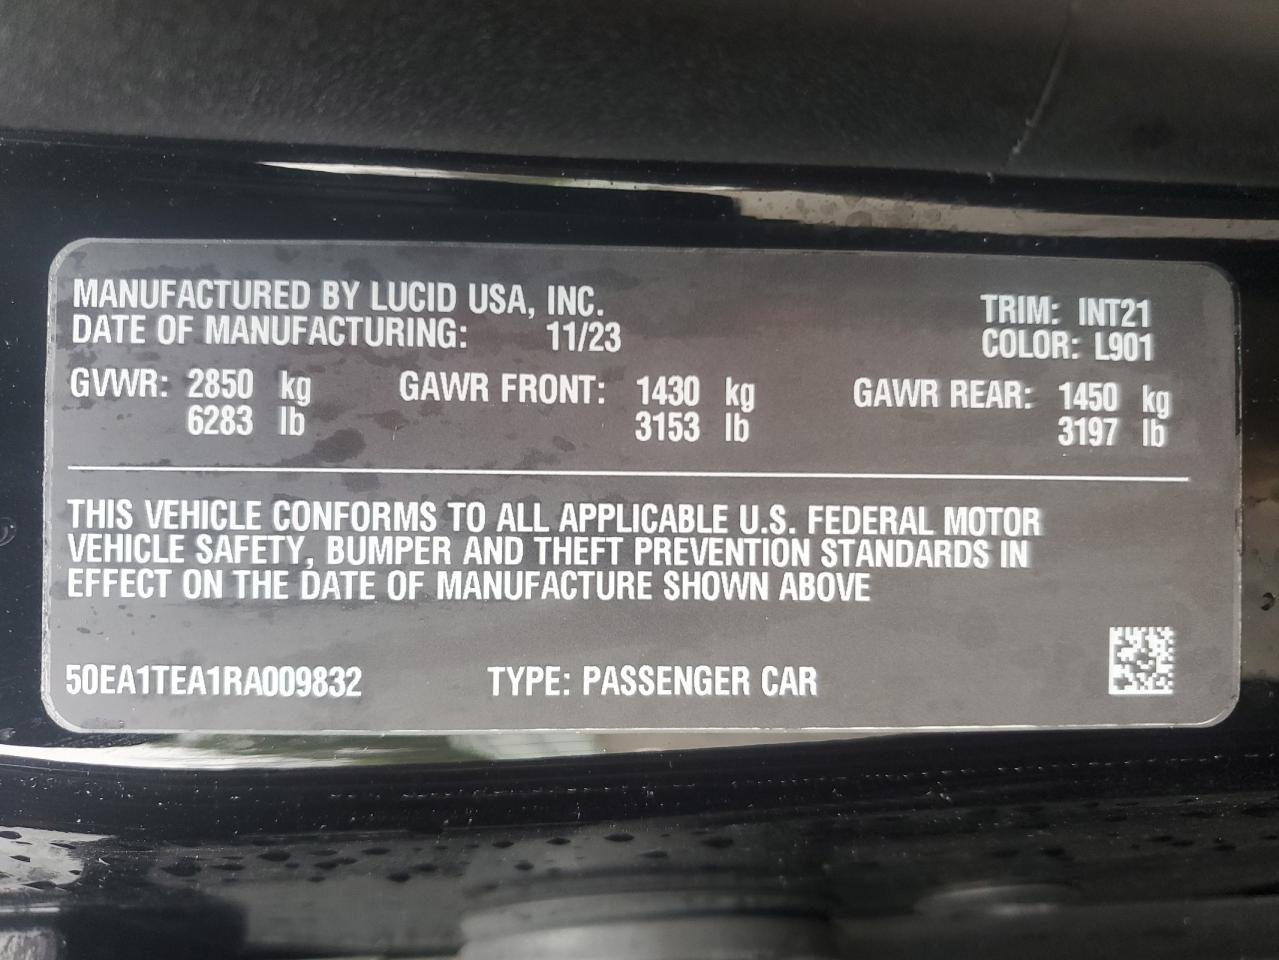 MANUFACTURED BY LUCID USA, INC.
DATE OF MANUFACTURING: 11/23
TRIM: INT21
COLOR: L901
GVWR: 2850 kg GAWR FRONT: 1430 kg GAWR REAR: 1450 kg
6283 lb 3153 lb 3197 lb
THIS VEHICLE CONFORMS TO ALL APPLICABLE U.S. FEDERAL MOTOR
VEHICLE SAFETY, BUMPER AND THEFT PREVENTION STANDARDS IN
EFFECT ON THE DATE OF MANUFACTURE SHOWN ABOVE
50EA1TEA1RA009832 TYPE: PASSENGER CAR